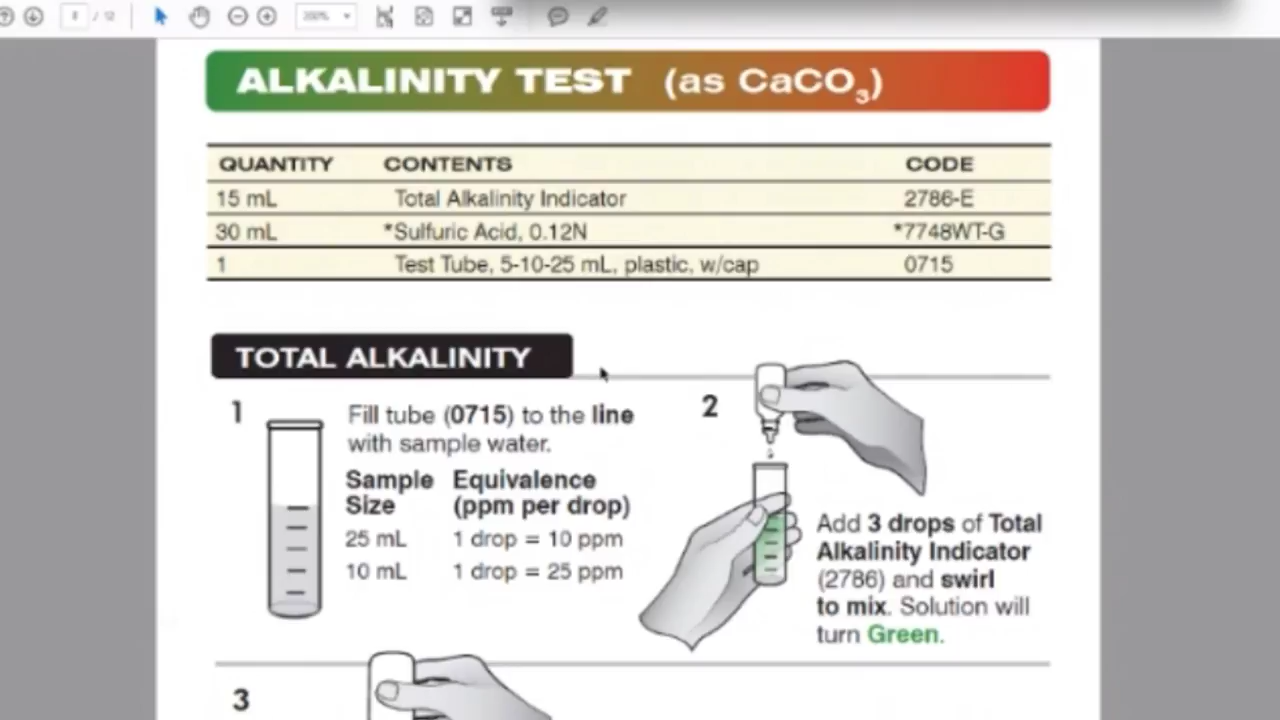 ALKALINITY TEST (as CaCO3)
QUANTITY CONTENTS CODE
15 mL Total Alkalinity Indicator 2786-E
30 mL *Sulfuric Acid, 0.12N *7748WT-G
1 Test Tube, 5-10-25 mL, plastic, w/cap 0715
TOTAL ALKALINITY
1
Fill tube (0715) to the line
with sample water.
Sample Equivalence
Size (ppm per drop)
25 mL 1 drop = 10 ppm
10 mL 1 drop = 25 ppm
2
Add 3 drops of Total
Alkalinity Indicator
(2786) and swirl
to mix. Solution will
turn Green.
3